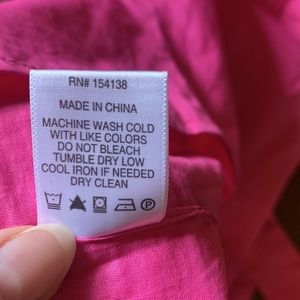 RN# 154138
MADE IN CHINA
MACHINE WASH COLD
WITH LIKE COLORS
DO NOT BLEACH
TUMBLE DRY LOW
COOL IRON IF NEEDED
DRY CLEAN